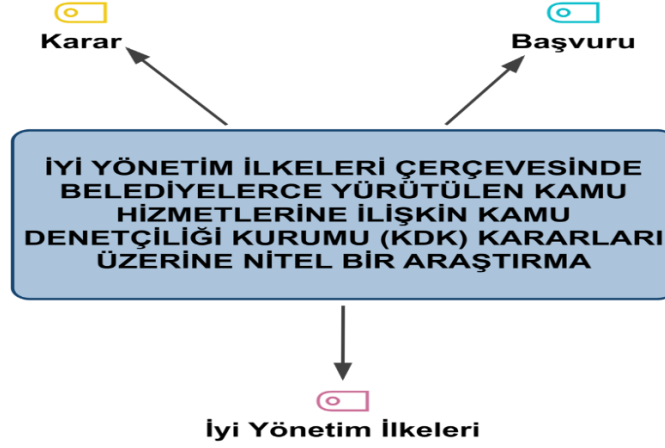 Karar
Başvuru
İYİ YÖNETİM İLKELERİ ÇERÇEVESİNDE
BELEDİYELERCE YÜRÜTÜLEN KAMU
HİZMETLERİNE İLİŞKİN KAMU
DENETÇİLİĞİ KURUMU (KDK) KARARLARI
ÜZERİNE NİTEL BİR ARAŞTIRMA
İyi Yönetim İlkeleri